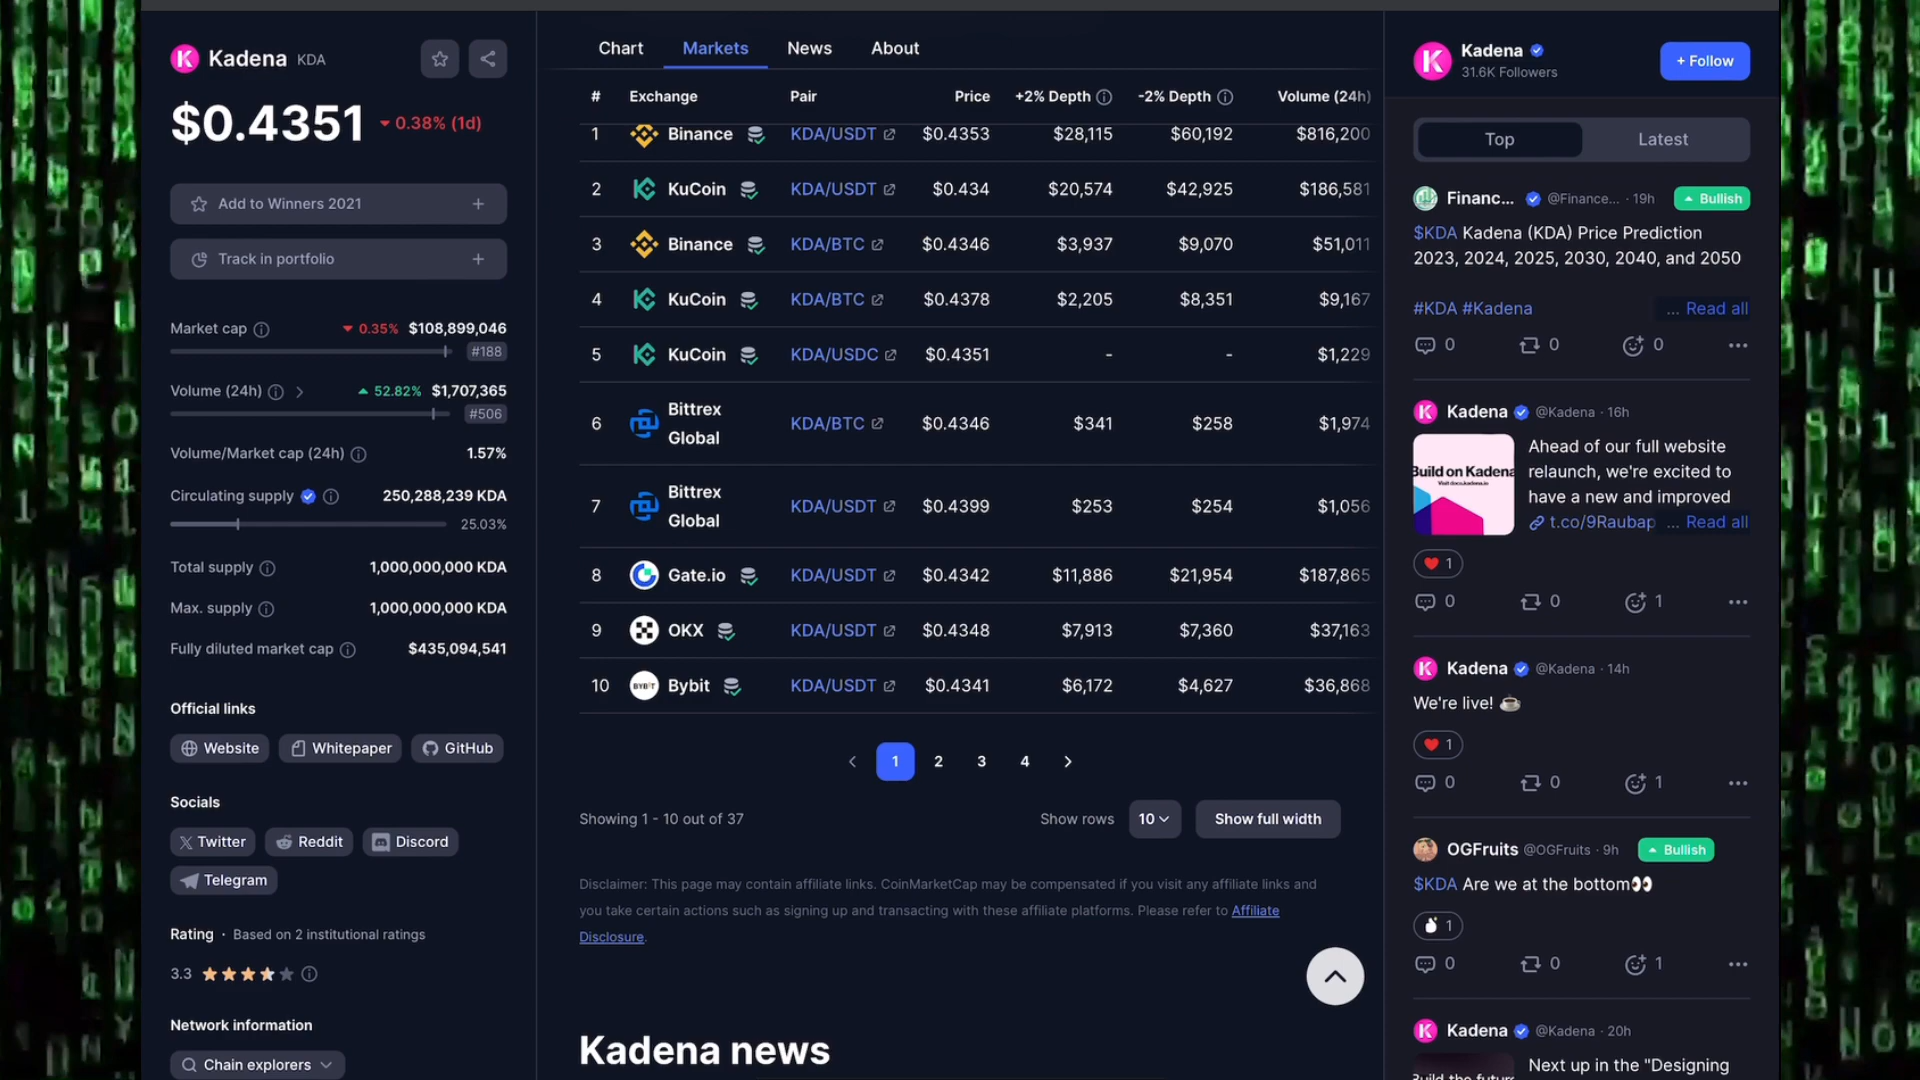 Kadena KDA
$0.4351 0.38% (1d)
Add to Winners 2021
Track in portfolio
Market cap 0.35% $108,899,046
#188
Volume (24h) 52.82% $1,707,365
#506
Volume/Market cap (24h) 1.57%
Circulating supply 250,288,239 KDA
25.03%
Total supply 1,000,000,000 KDA
Max. supply 1,000,000,000 KDA
Fully diluted market cap $435,094,541
Official links
Website Whitepaper GitHub
Socials
Twitter Reddit Discord
Telegram
Rating · Based on 2 institutional ratings
3.3
Network information
Chain explorers
Chart Markets News About
# Exchange Pair Price +2% Depth -2% Depth Volume (24h)
1 Binance KDA/USDT $0.4353 $28,115 $60,192 $816,200
2 KuCoin KDA/USDT $0.434 $20,574 $42,925 $186,581
3 Binance KDA/BTC $0.4346 $3,937 $9,070 $51,011
4 KuCoin KDA/BTC $0.4378 $2,205 $8,351 $9,167
5 KuCoin KDA/USDC $0.4351 - - $1,229
6 Bittrex Global KDA/BTC $0.4346 $341 $258 $1,974
7 Bittrex Global KDA/USDT $0.4399 $253 $254 $1,056
8 Gate.io KDA/USDT $0.4342 $11,886 $21,954 $187,865
9 OKX KDA/USDT $0.4348 $7,913 $7,360 $37,163
10 BYBIT Bybit KDA/USDT $0.4341 $6,172 $4,627 $36,868
1 2 3 4
Showing 1 - 10 out of 37 Show rows 10 Show full width
Disclaimer: This page may contain affiliate links. CoinMarketCap may be compensated if you visit any affiliate links and
you take certain actions such as signing up and transacting with these affiliate platforms. Please refer to Affiliate
Disclosure.
Kadena news
Kadena
31.6K Followers
+ Follow
Top Latest
Financ... @Finance... · 19h Bullish
$KDA Kadena (KDA) Price Prediction
2023, 2024, 2025, 2030, 2040, and 2050
#KDA #Kadena ... Read all
0 0 0
Kadena @Kadena · 16h
Build on Kadena
Visit docs.kadena.io
Ahead of our full website
relaunch, we're excited to
have a new and improved
t.co/9Raubap ... Read all
1
0 0 1
Kadena @Kadena · 14h
We're live! ☕
1
0 0 1
OGFruits @OGFruits · 9h Bullish
$KDA Are we at the bottom👀
1
0 0 1
Kadena @Kadena · 20h
Build the future
Next up in the "Designing